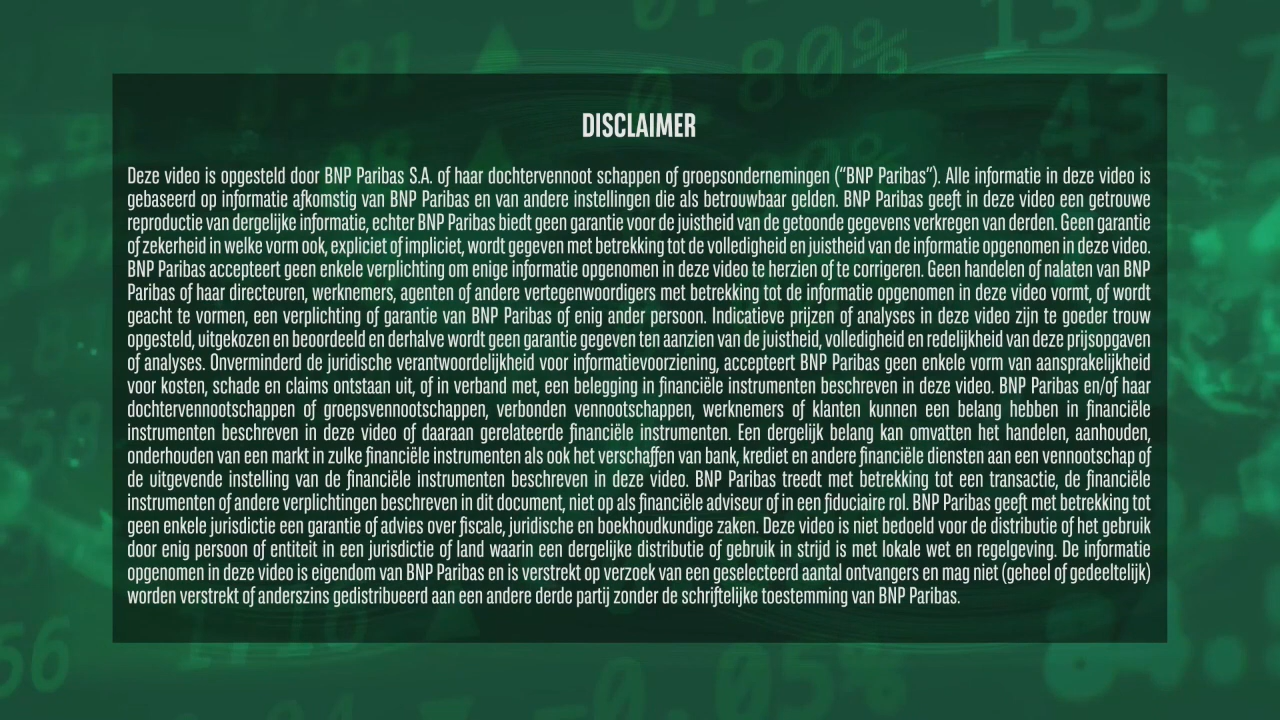 DISCLAIMER
Deze video is opgesteld door BNP Paribas S.A. of haar dochtervennoot schappen of groepsondernemingen (“BNP Paribas”). Alle informatie in deze video is
gebaseerd op informatie afkomstig van BNP Paribas en van andere instellingen die als betrouwbaar gelden. BNP Paribas geeft in deze video een getrouwe
reproductie van dergelijke informatie, echter BNP Paribas biedt geen garantie voor de juistheid van de getoonde gegevens verkregen van derden. Geen garantie
of zekerheid in welke vorm ook, expliciet of impliciet, wordt gegeven met betrekking tot de volledigheid en juistheid van de informatie opgenomen in deze video.
BNP Paribas accepteert geen enkele verplichting om enige informatie opgenomen in deze video te herzien of te corrigeren. Geen handelen of nalaten van BNP
Paribas of haar directeuren, werknemers, agenten of andere vertegenwoordigers met betrekking tot de informatie opgenomen in deze video vormt, of wordt
geacht te vormen, een verplichting of garantie van BNP Paribas of enig ander persoon. Indicatieve prijzen of analyses in deze video zijn te goeder trouw
opgesteld, uitgekozen en beoordeeld en derhalve wordt geen garantie gegeven ten aanzien van de juistheid, volledigheid en redelijkheid van deze prijsopgaven
of analyses. Onverminderd de juridische verantwoordelijkheid voor informatievoorziening, accepteert BNP Paribas geen enkele vorm van aansprakelijkheid
voor kosten, schade en claims ontstaan uit, of in verband met, een belegging in financiële instrumenten beschreven in deze video. BNP Paribas en/of haar
dochtervennootschappen of groepsvennootschappen, verbonden vennootschappen, werknemers of klanten kunnen een belang hebben in financiële
instrumenten beschreven in deze video of daaraan gerelateerde financiële instrumenten. Een dergelijk belang kan omvatten het handelen, aanhouden,
onderhouden van een markt in zulke financiële instrumenten als ook het verschaffen van bank, krediet en andere financiële diensten aan een vennootschap of
de uitgevende instelling van de financiële instrumenten beschreven in deze video. BNP Paribas treedt met betrekking tot een transactie, de financiële
instrumenten of andere verplichtingen beschreven in dit document, niet op als financiële adviseur of in een fiduciaire rol. BNP Paribas geeft met betrekking tot
geen enkele jurisdictie een garantie of advies over fiscale, juridische en boekhoudkundige zaken. Deze video is niet bedoeld voor de distributie of het gebruik
door enig persoon of entiteit in een jurisdictie of land waarin een dergelijke distributie of gebruik in strijd is met lokale wet en regelgeving. De informatie
opgenomen in deze video is eigendom van BNP Paribas en is verstrekt op verzoek van een geselecteerd aantal ontvangers en mag niet (geheel of gedeeltelijk)
worden verstrekt of anderszins gedistribueerd aan een andere derde partij zonder de schriftelijke toestemming van BNP Paribas.